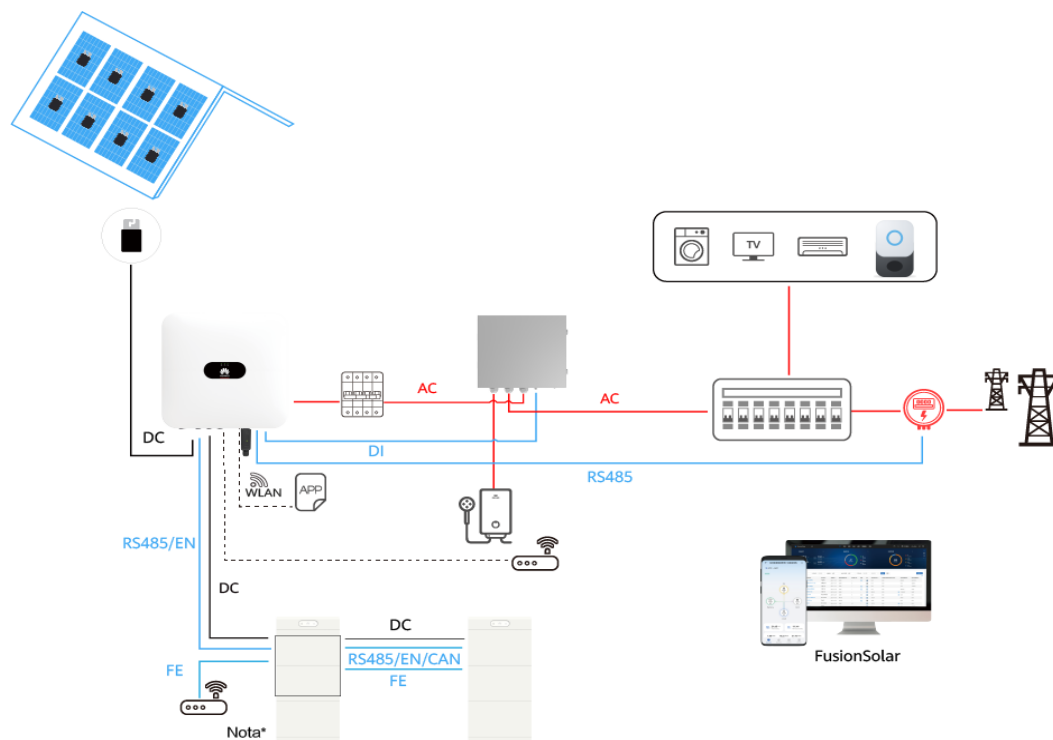 TV
AC
AC
DC
DI
RS485
WLAN
APP
RS485/EN
DC
DC
RS485/EN/CAN
FE
FE
Nota*
FusionSolar